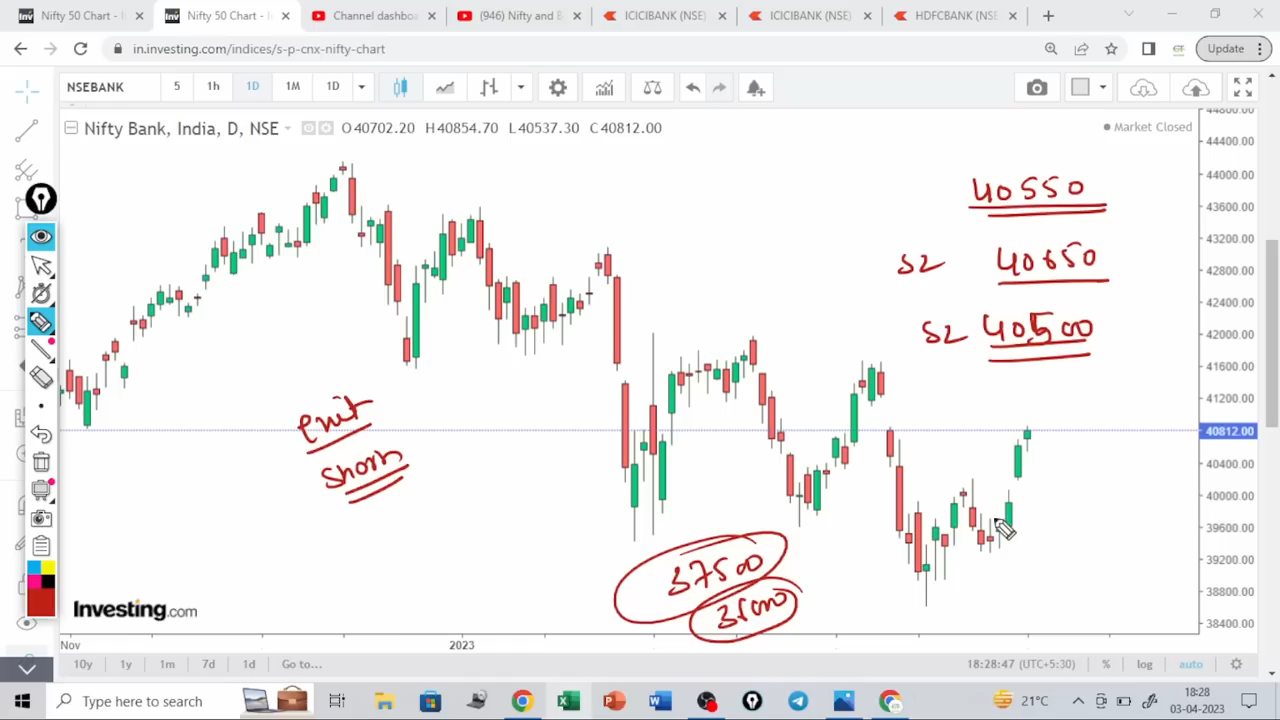 Nifty 50 Chart - I
Nifty 50 Chart - I
Channel dashboa
(946) Nifty and B
ICICIBANK (NSE)
ICICIBANK (NSE)
HDFCBANK (NSE
in.investing.com/indices/s-p-cnx-nifty-chart
Update
NSEBANK 5 1h 1D 1M 1D
Nifty Bank, India, D, NSE O40702.20 H40854.70 L40537.30 C40812.00
Market Closed
44800.00
44400.00
44000.00
43600.00
43200.00
42800.00
42400.00
42000.00
41600.00
41200.00
40812.00
40400.00
40000.00
39600.00
39200.00
38800.00
38400.00
40550
S2 40650
S2 40,500
exit
short
37500
Investing.com
Nov 2023
10y 1y 1m 7d 1d Go to... 18:28:47 (UTC+5:30) % log auto
Type here to search
21°C
18:28
03-04-2023